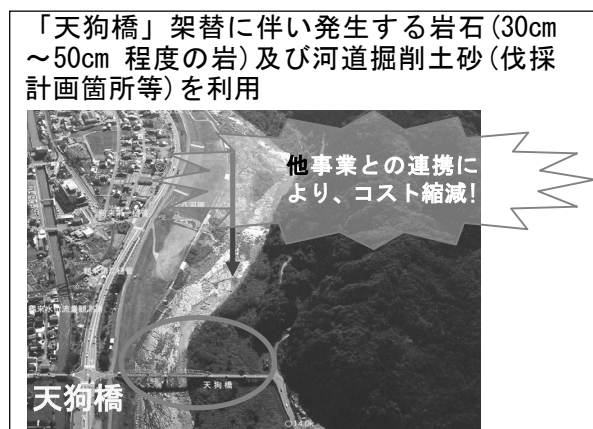 「天狗橋」架替に伴い発生する岩石(30cm
～50cm 程度の岩)及び河道掘削土砂(伐採
計画箇所等)を利用
他事業との連携に
より、コスト縮減!
天狗橋
天狗橋
14.0k